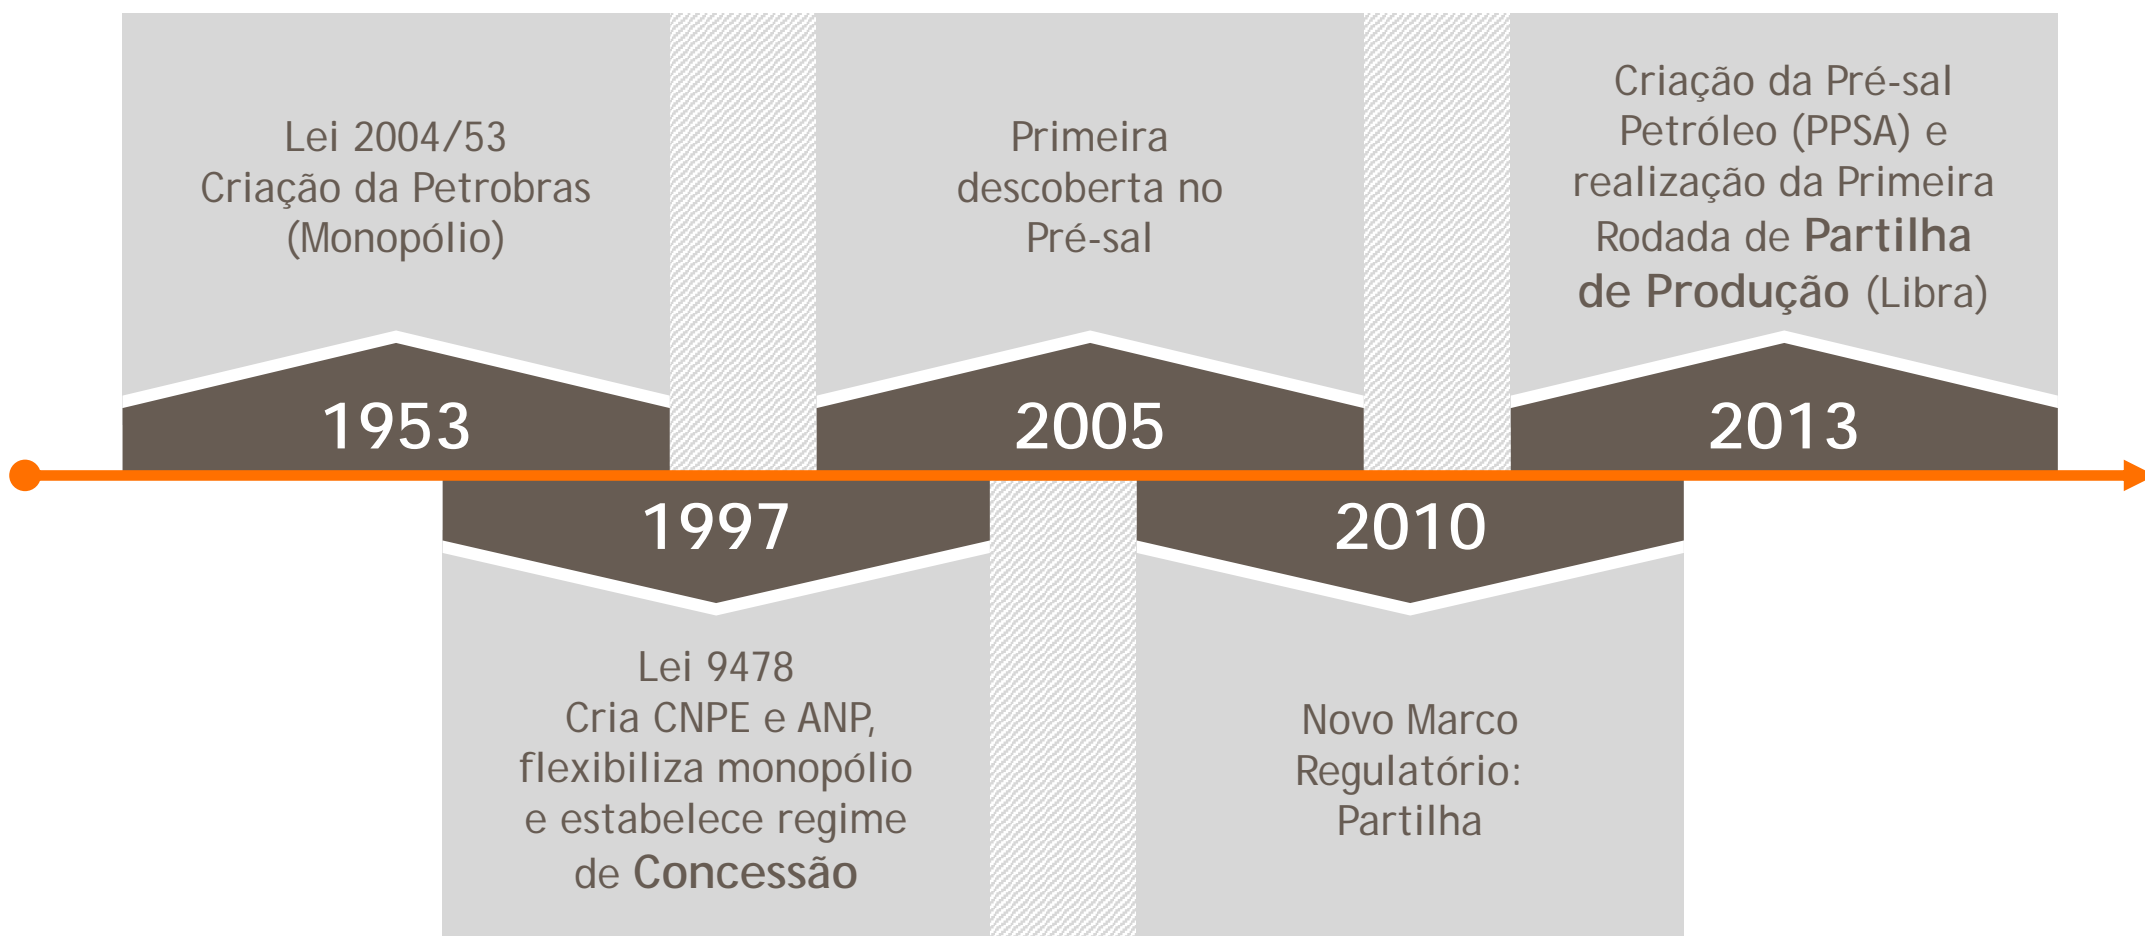 Lei 2004/53
Criação da Petrobras
(Monopólio)
1953
1997
Lei 9478
Cria CNPE e ANP,
flexibiliza monopólio
e estabelece regime
de Concessão
Primeira
descoberta no
Pré-sal
2005
2010
Novo Marco
Regulatório:
Partilha
Criação da Pré-sal
Petróleo (PPSA) e
realização da Primeira
Rodada de Partilha
de Produção (Libra)
2013